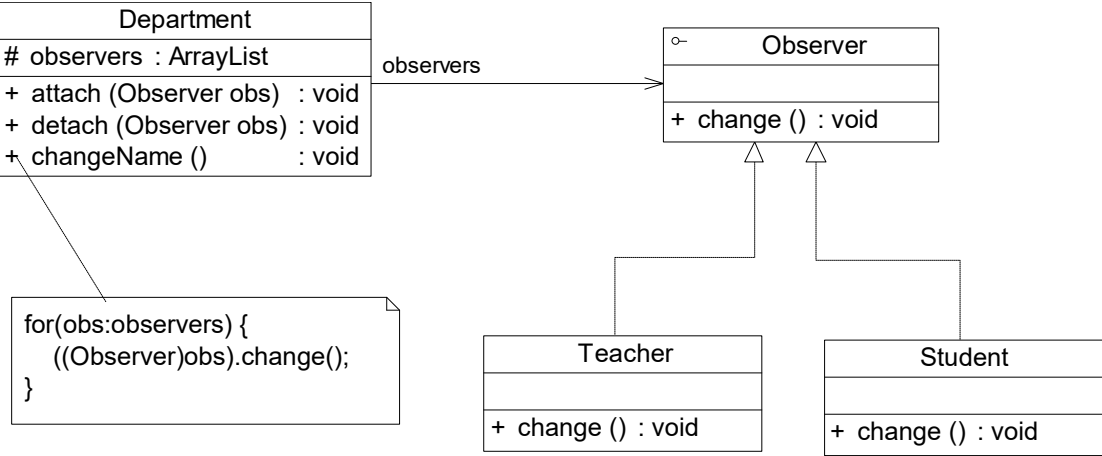 Department
# observers : ArrayList
+ attach (Observer obs) : void
+ detach (Observer obs) : void
+ changeName () : void
observers
Observer
+ change () : void
for(obs:observers) {
((Observer)obs).change();
}
Teacher
+ change () : void
Student
+ change () : void